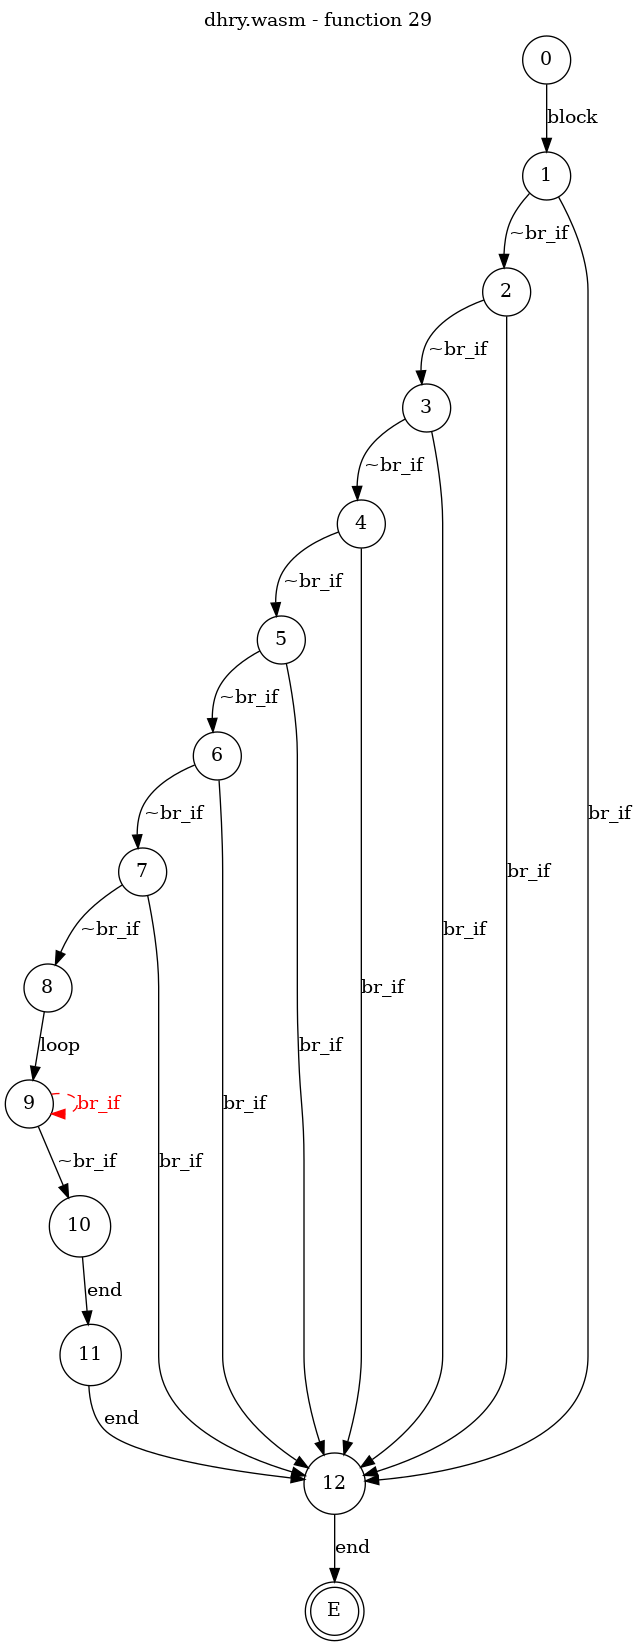 dhry.wasm - function 29
0
block
1
~br_if
2
~br_if
3
~br_if
4
~br_if
5
~br_if
6
~br_if
7
br_if
br_if
~br_if
br_if
8
br_if
loop
br_if
9
br_if
br_if
~br_if
br_if
10
end
11
end
12
end
E